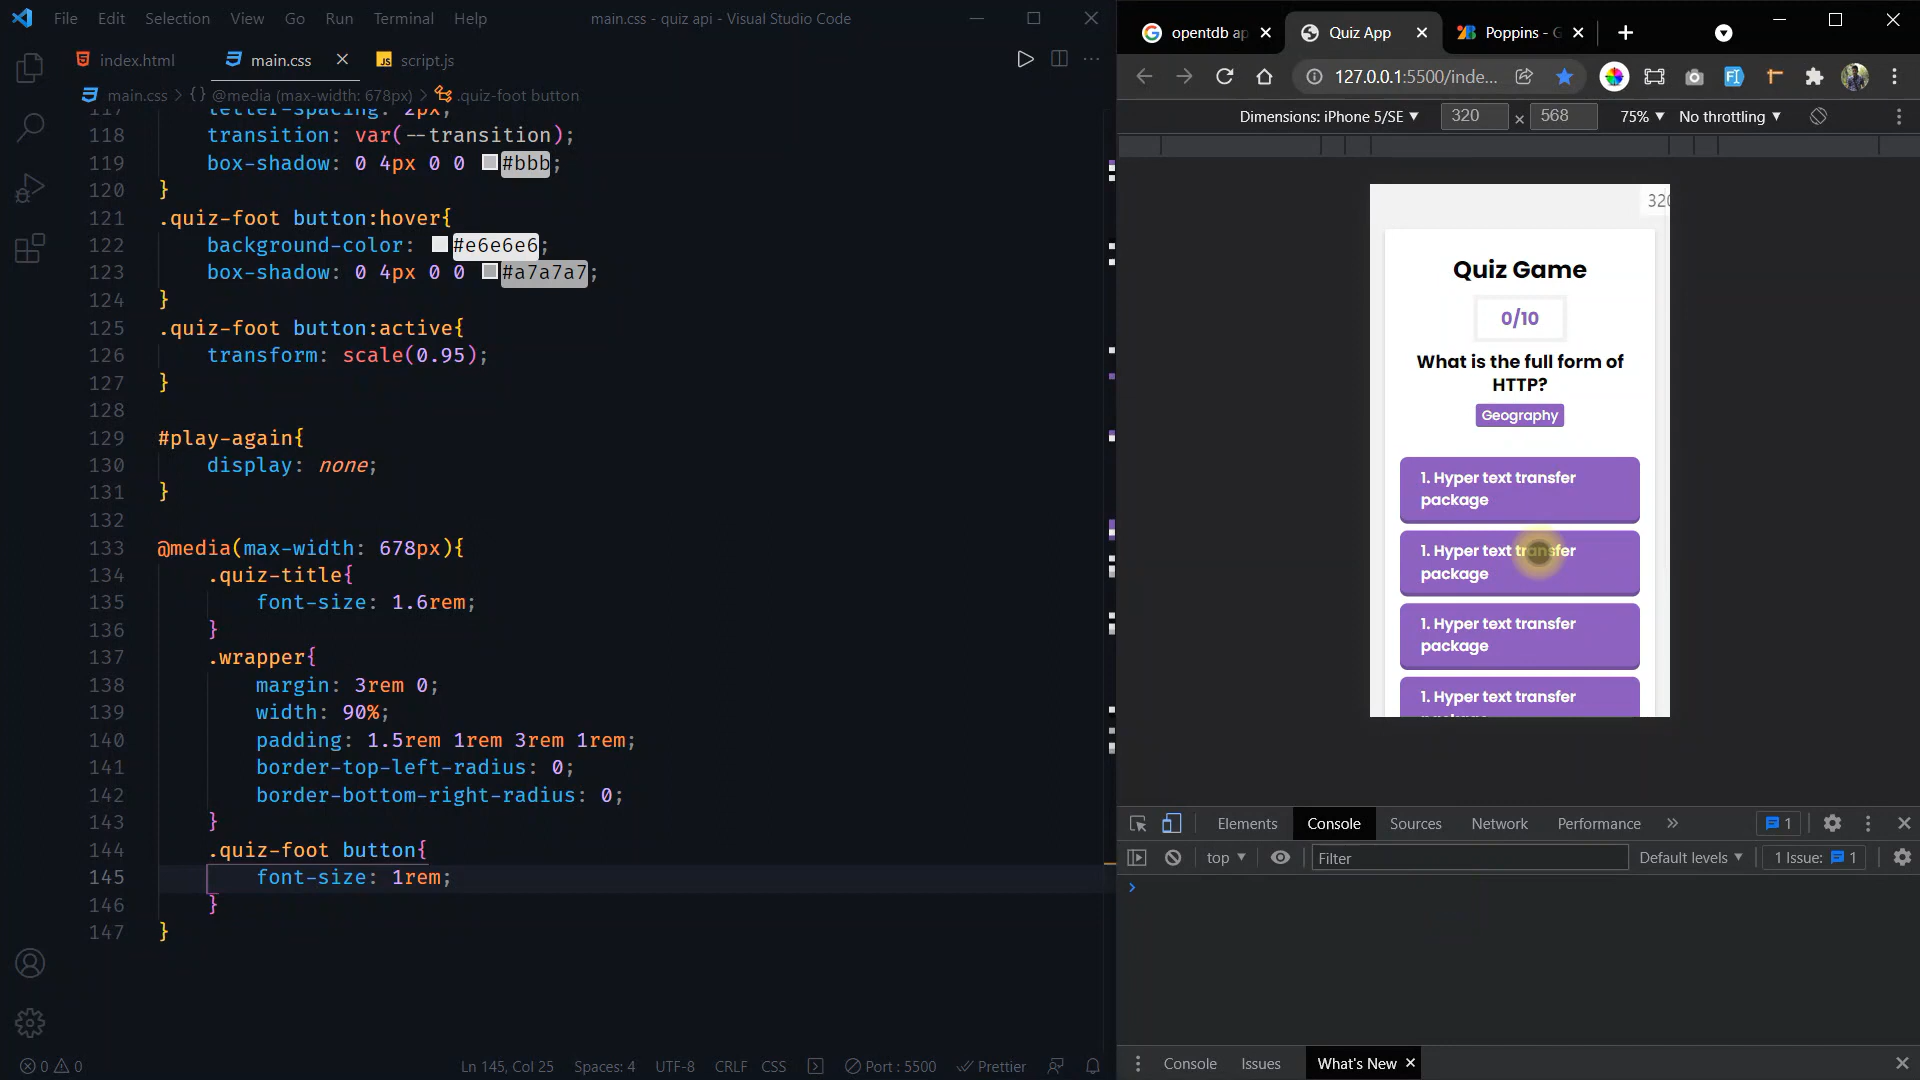 File Edit Selection View Go Run Terminal Help main.css - quiz api - Visual Studio Code
index.html main.css script.js
main.css > {} @media (max-width: 678px) > .quiz-foot button
117 letter-spacing: 2px;
118 transition: var(--transition);
119 box-shadow: 0 4px 0 0 #bbb;
120 }
121 .quiz-foot button:hover{
122 background-color: #e6e6e6;
123 box-shadow: 0 4px 0 0 #a7a7a7;
124 }
125 .quiz-foot button:active{
126 transform: scale(0.95);
127 }
128
129 #play-again{
130 display: none;
131 }
132
133 @media(max-width: 678px){
134 .quiz-title{
135 font-size: 1.6rem;
136 }
137 .wrapper{
138 margin: 3rem 0;
139 width: 90%;
140 padding: 1.5rem 1rem 3rem 1rem;
141 border-top-left-radius: 0;
142 border-bottom-right-radius: 0;
143 }
144 .quiz-foot button{
145 font-size: 1rem;
146 }
147 }
0 0 Ln 145, Col 25 Spaces: 4 UTF-8 CRLF CSS Port : 5500 Prettier
opentdb ap Quiz App Poppins - G
127.0.0.1:5500/inde...
Dimensions: iPhone 5/SE 320 × 568 75% No throttling
320
Quiz Game
0/10
What is the full form of
HTTP?
Geography
1. Hyper text transfer
package
1. Hyper text transfer
package
1. Hyper text transfer
package
1. Hyper text transfer
Elements Console Sources Network Performance » 1
top Filter Default levels 1 Issue: 1
Console Issues What's New